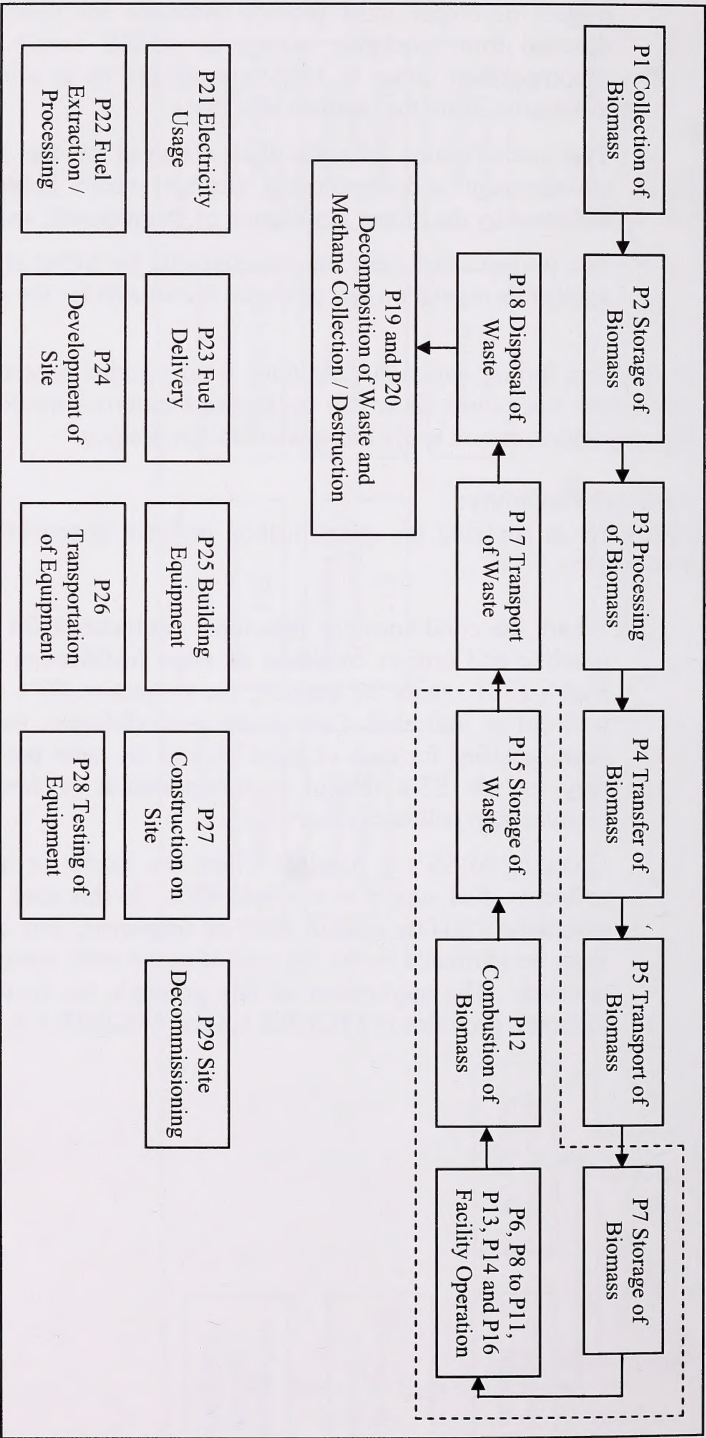 P1 Collection of
Biomass
P2 Storage of
Biomass
P3 Processing
of Biomass
P4 Transfer of
Biomass
P5 Transport of
Biomass
P7 Storage of
Biomass
P6, P8 to P11,
P13, P14 and P16
Facility Operation
P12
Combustion of
Biomass
P15 Storage of
Waste
P17 Transport
of Waste
P18 Disposal of
Waste
P19 and P20
Decomposition of Waste and
Methane Collection / Destruction
P21 Electricity
Usage
P23 Fuel
Delivery
P25 Building
Equipment
P27
Construction on
Site
P29 Site
Decommissioning
P22 Fuel
Extraction /
Processing
P24
Development of
Site
P26
Transportation
of Equipment
P28 Testing of
Equipment